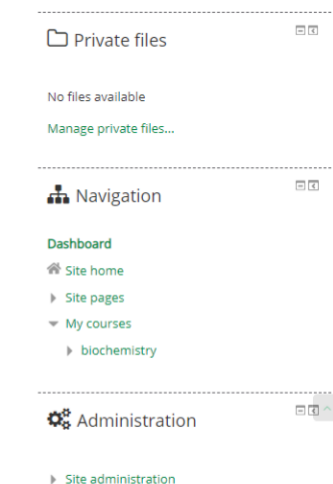 Private files
No files available
Manage private files...
Navigation
Dashboard
Site home
Site pages
My courses
biochemistry
Administration
Site administration